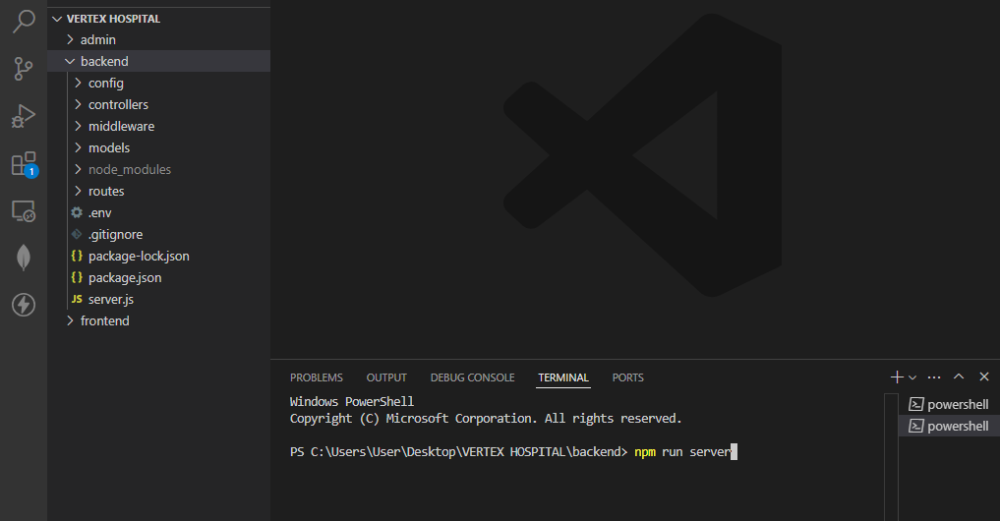 VERTEX HOSPITAL
admin
backend
config
controllers
middleware
models
node_modules
routes
.env
.gitignore
{} package-lock.json
{} package.json
JS server.js
frontend
1
PROBLEMS OUTPUT DEBUG CONSOLE TERMINAL PORTS
Windows PowerShell
Copyright (C) Microsoft Corporation. All rights reserved.
PS C:\Users\User\Desktop\VERTEX HOSPITAL\backend> npm run server
powershell
powershell